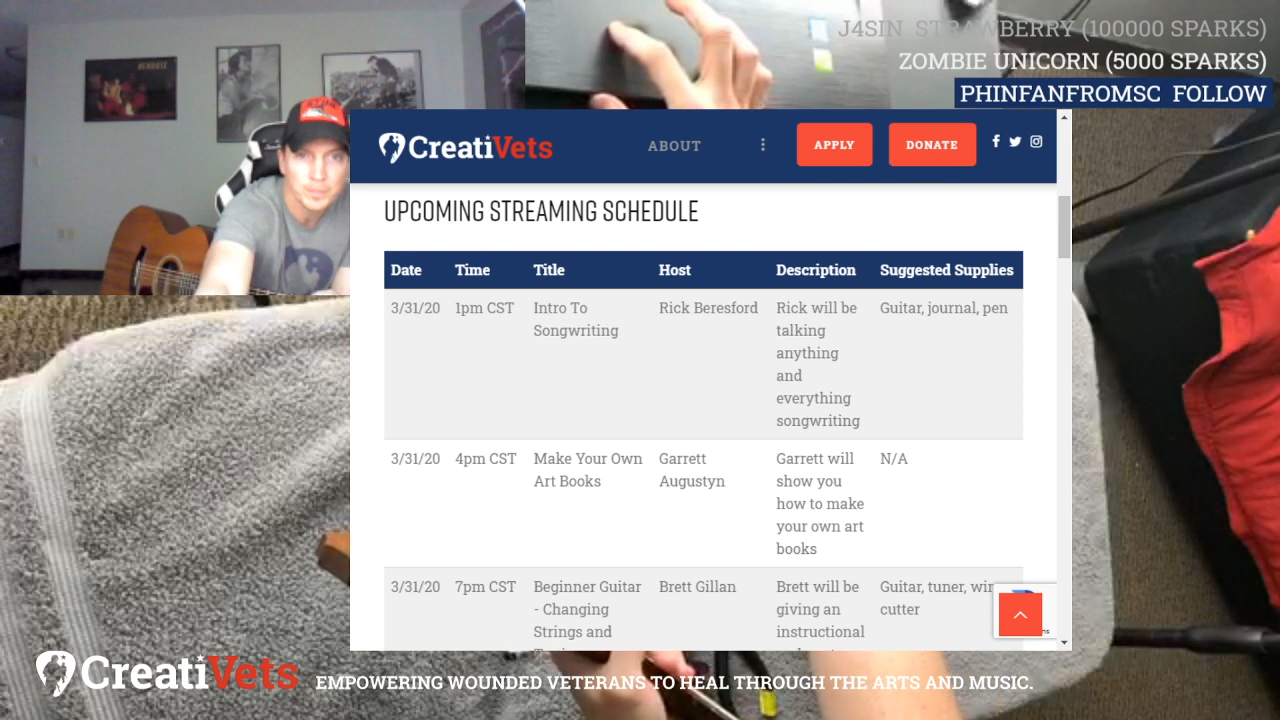 J4SIN STRAWBERRY (100000 SPARKS)
ZOMBIE UNICORN (5000 SPARKS)
PHINFANFROMSC FOLLOW
HENDRIX
CreatiVets
ABOUT
APPLY
DONATE
UPCOMING STREAMING SCHEDULE
Date Time Title Host Description Suggested Supplies
3/31/20 1pm CST Intro To Rick Beresford Rick will be Guitar, journal, pen
Songwriting talking
anything
and
everything
songwriting
3/31/20 4pm CST Make Your Own Garrett Garrett will N/A
Art Books Augustyn show you
how to make
your own art
books
3/31/20 7pm CST Beginner Guitar Brett Gillan Brett will be Guitar, tuner,
- Changing giving an cutter
Strings and instructional
CreatiVets EMPOWERING WOUNDED VETERANS TO HEAL THROUGH THE ARTS AND MUSIC.